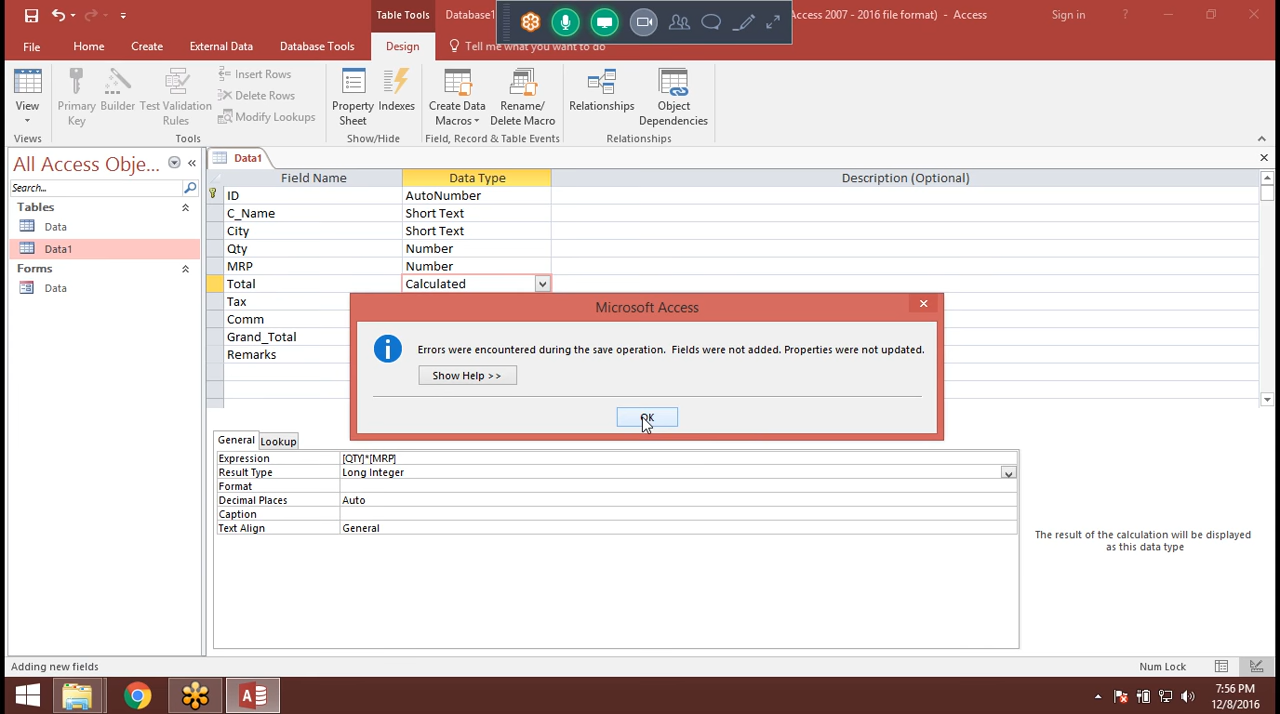 Table Tools
Database1
Access 2007 - 2016 file format) - Access
Sign in
?
File
Home
Create
External Data
Database Tools
Design
Tell me what you want to do
View
Primary Key
Builder
Test Validation Rules
Insert Rows
Delete Rows
Modify Lookups
Property Sheet
Indexes
Create Data Macros
Rename/ Delete Macro
Relationships
Object Dependencies
Views
Tools
Show/Hide
Field, Record & Table Events
Relationships
All Access Obje...
Search...
Tables
Data
Data1
Forms
Data
Data1
Field Name
Data Type
Description (Optional)
ID
AutoNumber
C_Name
Short Text
City
Short Text
Qty
Number
MRP
Number
Total
Calculated
Tax
Comm
Grand_Total
Remarks
Microsoft Access
Errors were encountered during the save operation. Fields were not added. Properties were not updated.
Show Help >>
OK
General
Lookup
Expression
[QTY]*[MRP]
Result Type
Long Integer
Format
Decimal Places
Auto
Caption
Text Align
General
The result of the calculation will be displayed
as this data type
Adding new fields
Num Lock
7:56 PM
12/8/2016